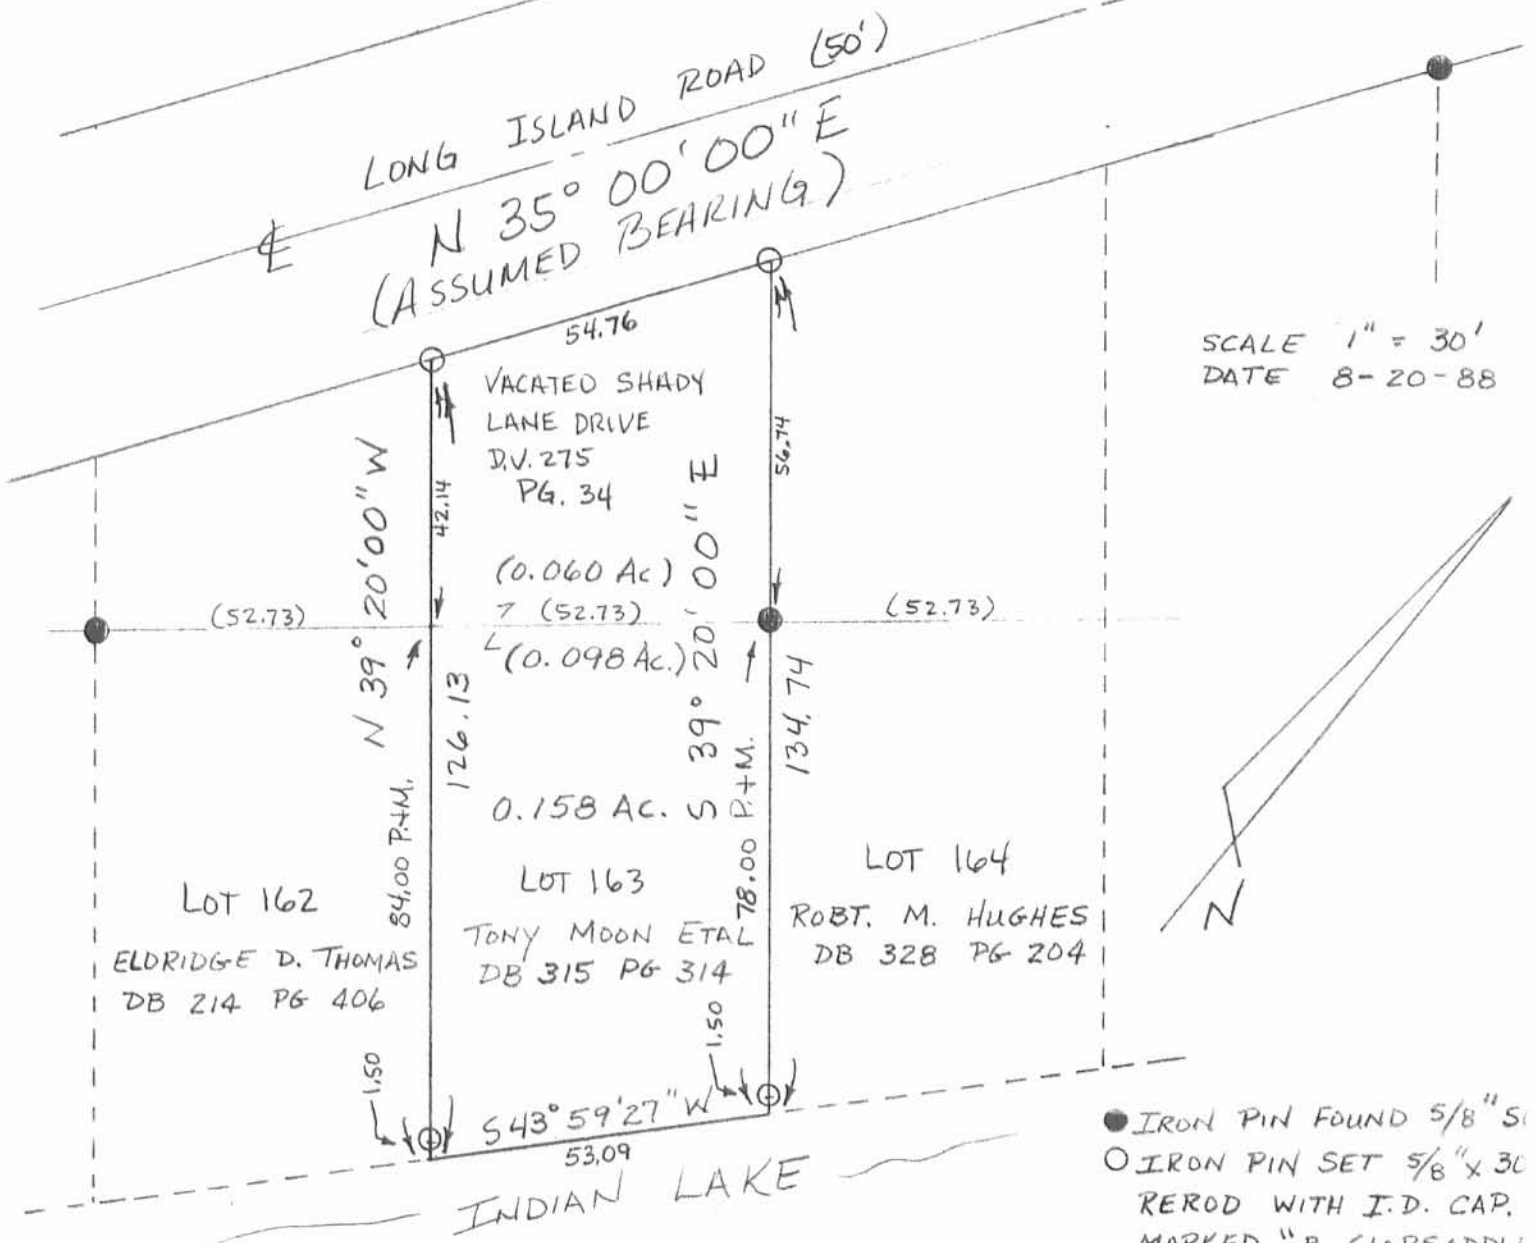 LONG ISLAND ROAD (50')
℄
N 35° 00' 00" E
(ASSUMED BEARING)
54.76
SCALE 1" = 30'
DATE 8-20-88
VACATED SHADY
LANE DRIVE
D.V. 275
PG. 34
42.14
56.74
N 39° 20' 00" W
S 39° 20' 00" E
(0.060 AC)
(52.73)
(52.73)
(52.73)
(0.098 AC.)
126.13
134.74
84.00 P.+M.
78.00 P.+M.
0.158 AC.
LOT 162
ELDRIDGE D. THOMAS
DB 214 PG 406
LOT 163
TONY MOON ETAL
DB 315 PG 314
LOT 164
ROBT. M. HUGHES
DB 328 PG 204
N
1.50
1.50
S 43° 59' 27" W
53.09
INDIAN LAKE
IRON PIN FOUND 5/8"
IRON PIN SET 5/8" X 30
REROD WITH I.D. CAP.
MARKED "B.